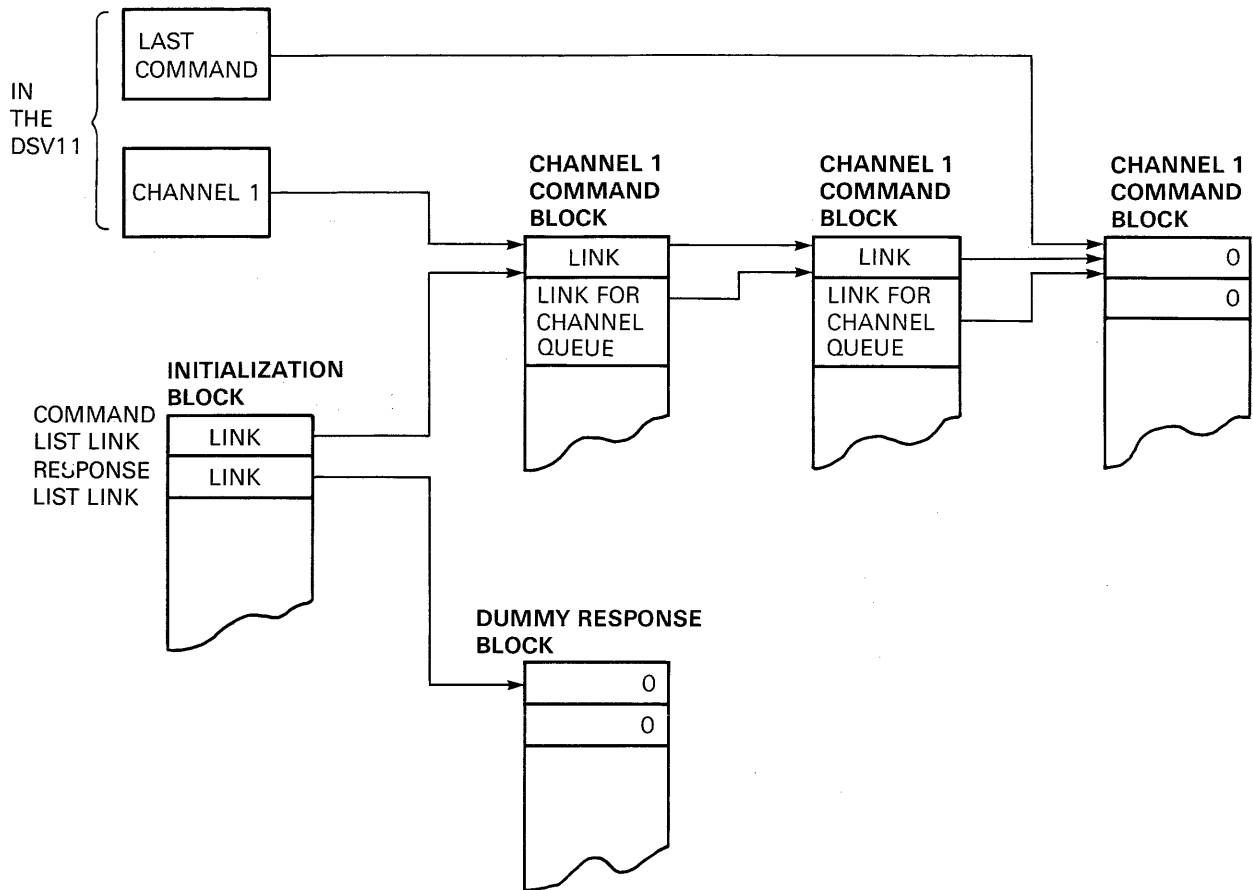 LAST
COMMAND
IN
THE
DSV11
CHANNEL 1
CHANNEL 1
COMMAND
BLOCK
CHANNEL 1
COMMAND
BLOCK
CHANNEL 1
COMMAND
BLOCK
LINK
LINK
0
LINK FOR
CHANNEL
QUEUE
LINK FOR
CHANNEL
QUEUE
0
INITIALIZATION
BLOCK
COMMAND
LIST LINK
LINK
RESPONSE
LIST LINK
LINK
DUMMY RESPONSE
BLOCK
0
0